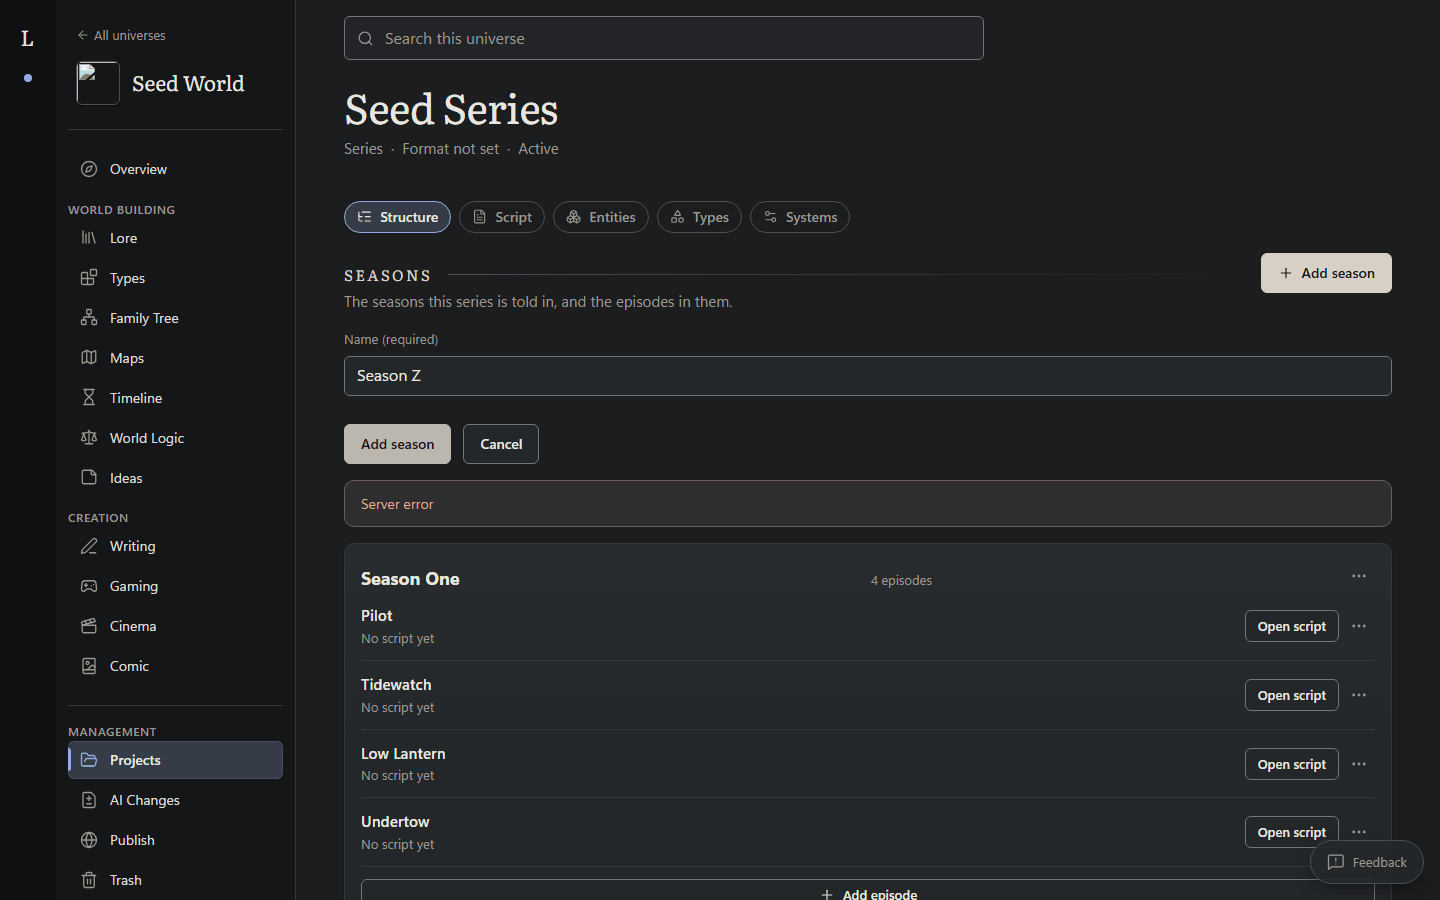 L
All universes
Seed World
Overview
WORLD BUILDING
Lore
Types
Family Tree
Maps
Timeline
World Logic
Ideas
CREATION
Writing
Gaming
Cinema
Comic
MANAGEMENT
Projects
AI Changes
Publish
Trash
Search this universe
Seed Series
Series · Format not set · Active
Structure Script Entities Types Systems
SEASONS
Add season
The seasons this series is told in, and the episodes in them.
Name (required)
Season Z
Add season Cancel
Server error
Season One 4 episodes
Pilot
No script yet
Open script
Tidewatch
No script yet
Open script
Low Lantern
No script yet
Open script
Undertow
No script yet
Open script
Add episode
Feedback